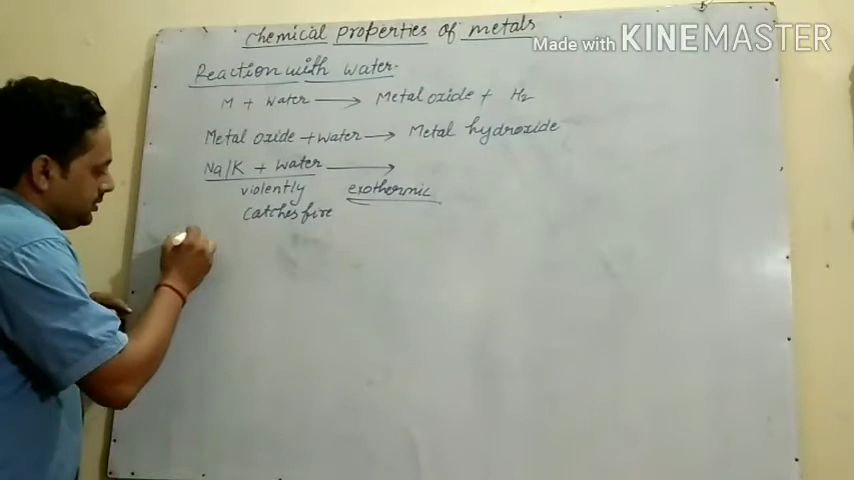 chemical properties of metals
Made with KINEMASTER
Reaction with water-
M + water → Metal oxide + H2
Metal oxide + water → Metal hydroxide
Na/K + water →
violently exothermic
catches fire